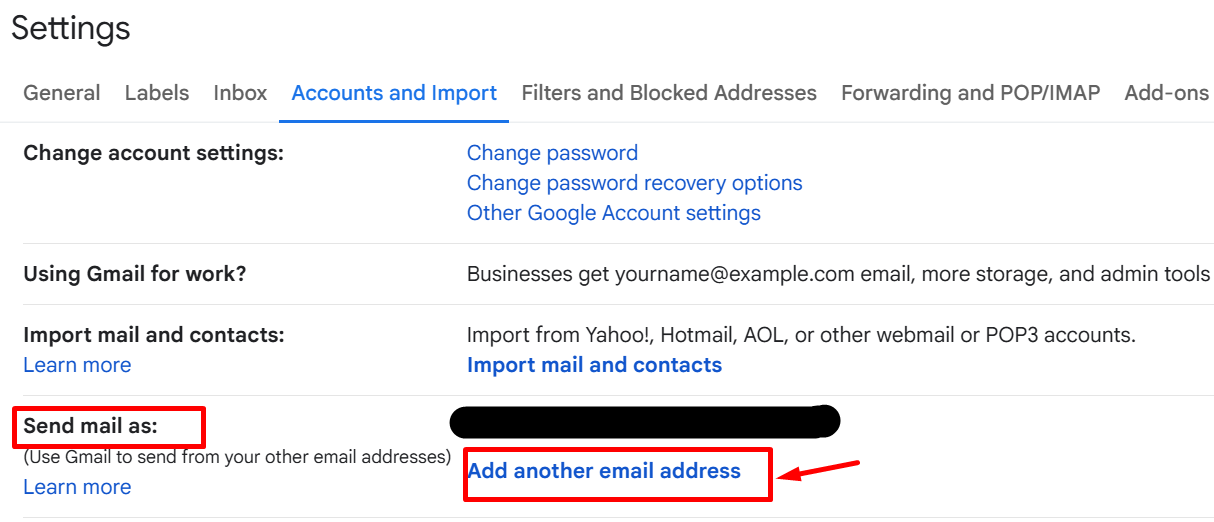 Settings
General Labels Inbox Accounts and Import Filters and Blocked Addresses Forwarding and POP/IMAP Add-ons
Change account settings: Change password
Change password recovery options
Other Google Account settings
Using Gmail for work? Businesses get yourname@example.com email, more storage, and admin tools
Import mail and contacts: Import from Yahoo!, Hotmail, AOL, or other webmail or POP3 accounts.
Learn more Import mail and contacts
Send mail as:
(Use Gmail to send from your other email addresses)
Add another email address
Learn more